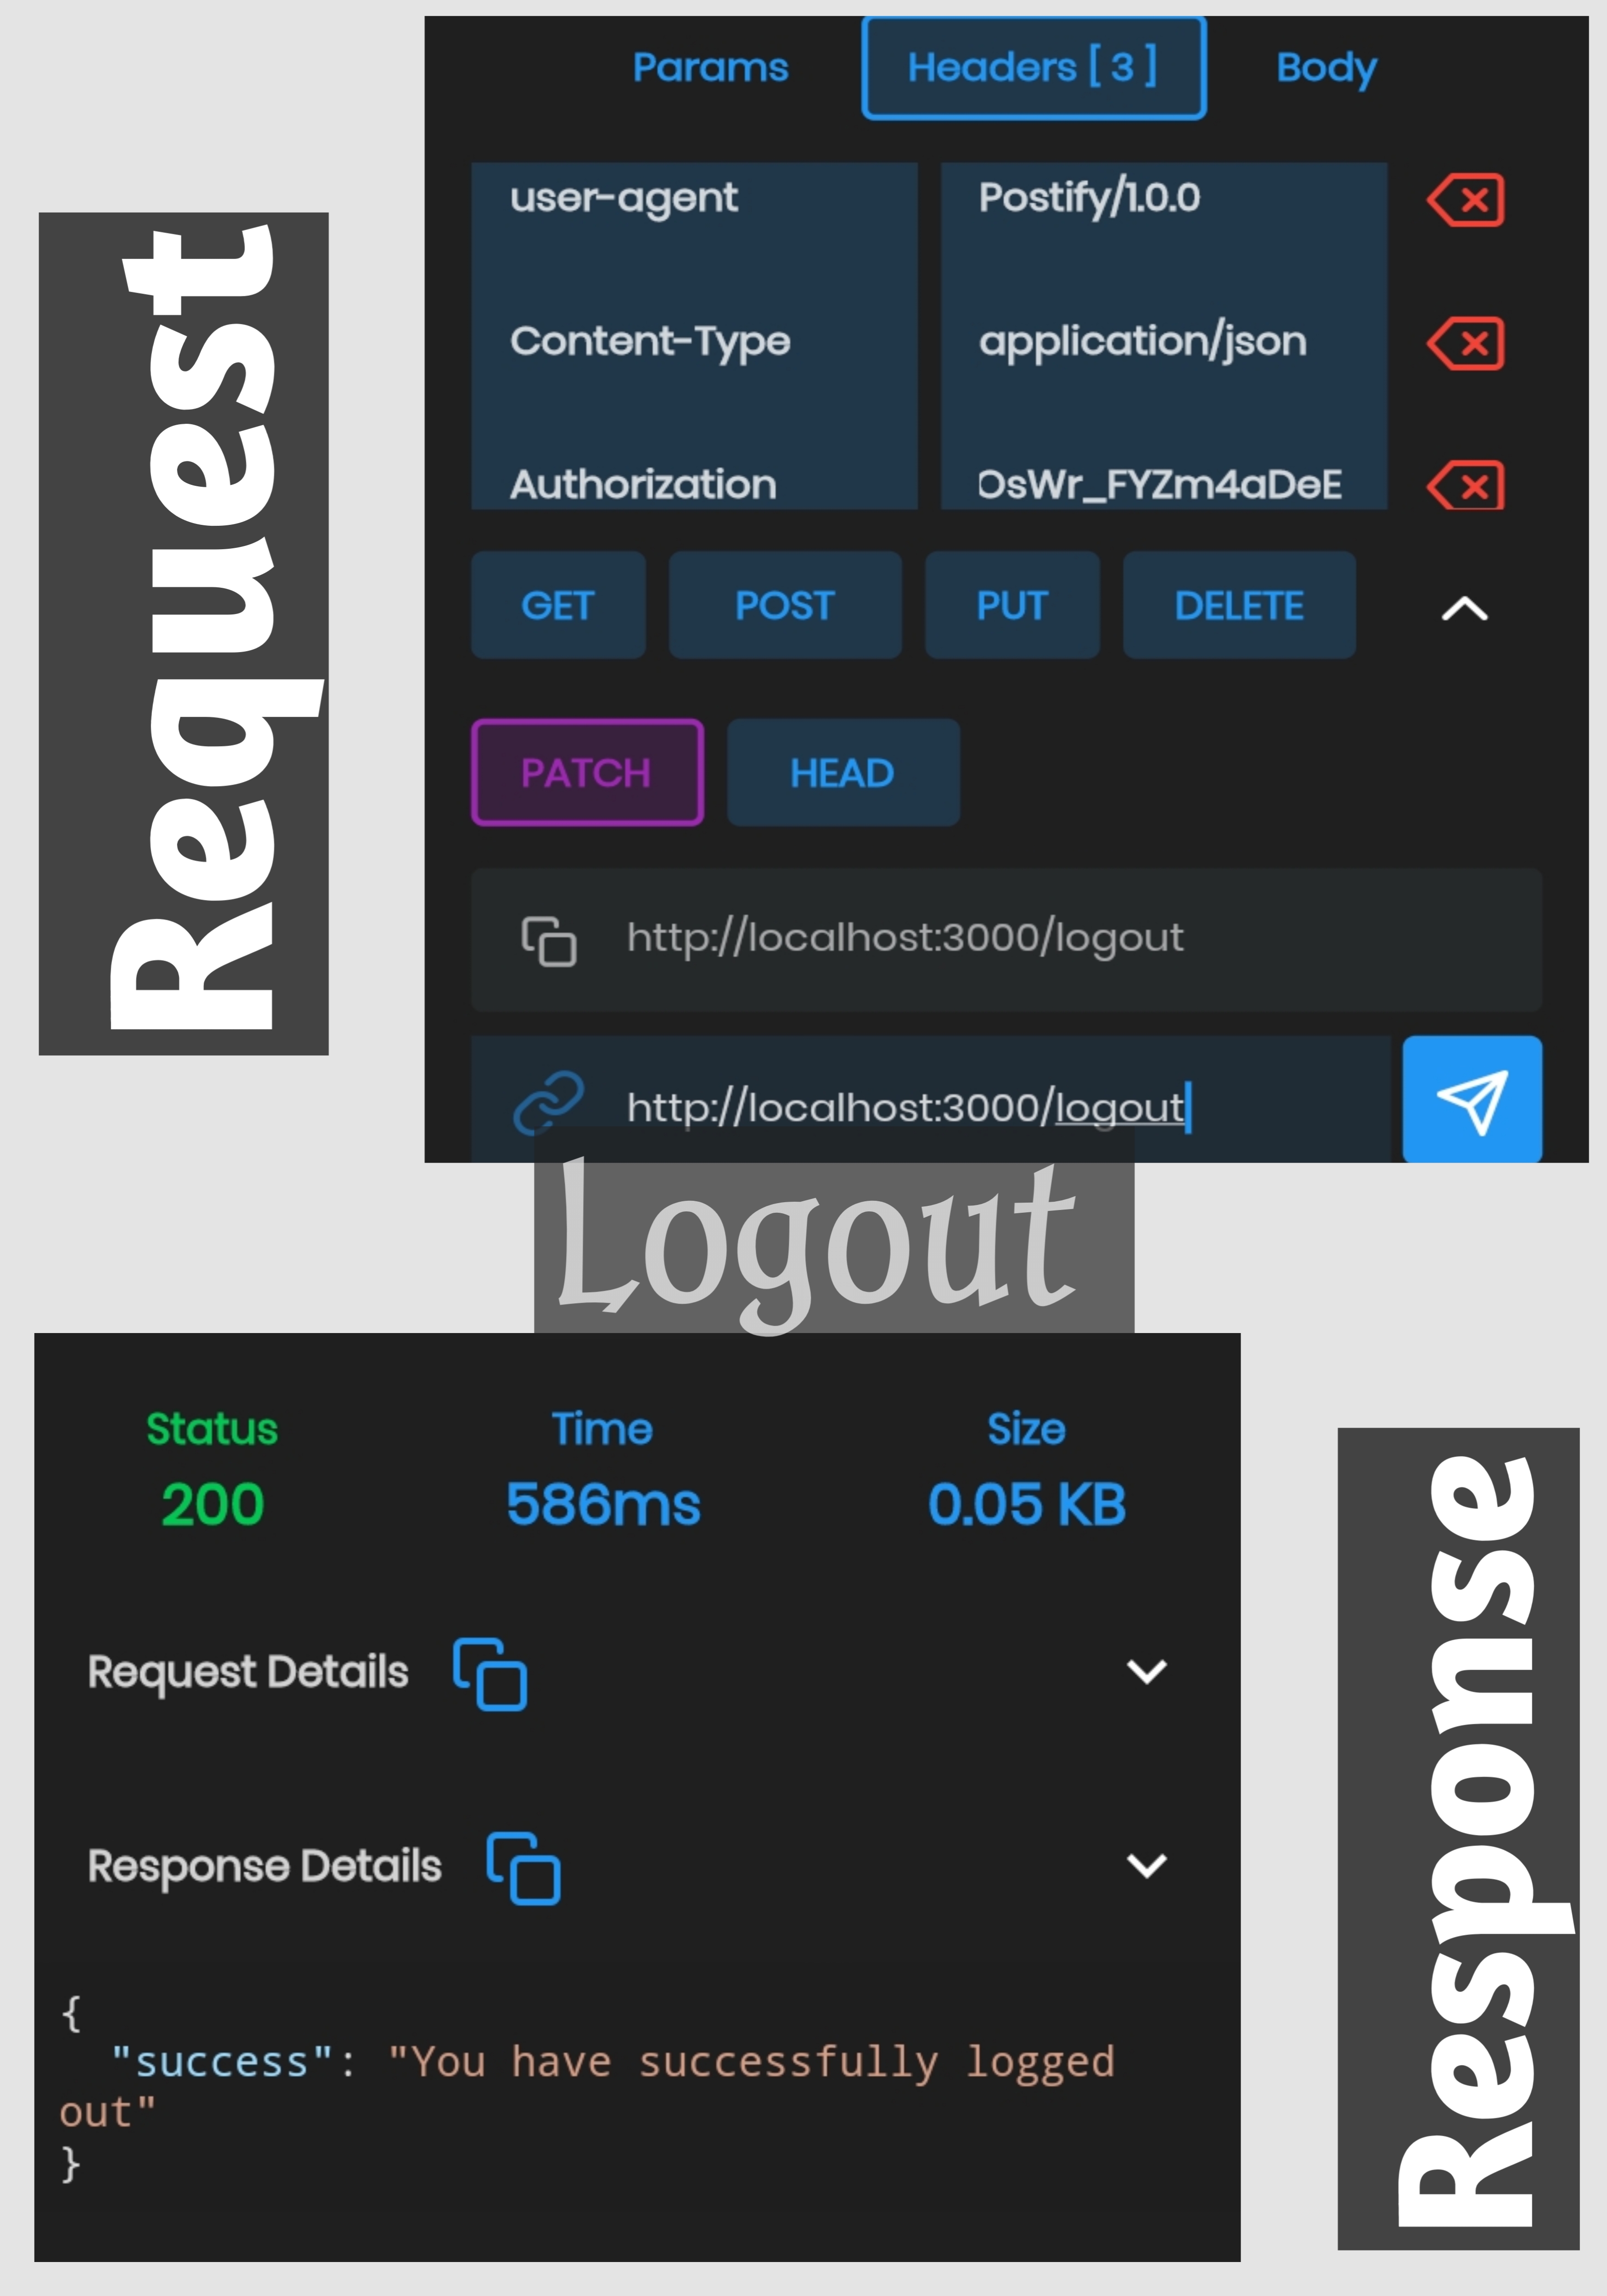 Request
Params Headers [ 3 ] Body
user-agent Postify/1.0.0
Content-Type application/json
Authorization OsWr_FYZm4aDeE
GET POST PUT DELETE
PATCH HEAD
http://localhost:3000/logout
http://localhost:3000/logout
Logout
Status Time Size
200 586ms 0.05 KB
Request Details
Response Details
{
"success": "You have successfully logged
out"
}
Response